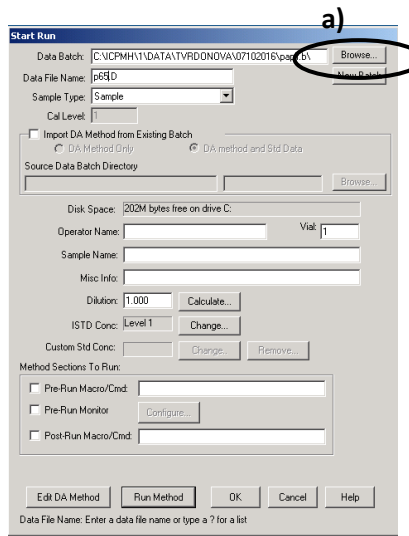 a)
Start Run
Data Batch: C:\ICPMH\1\DATA\TVRDONOVA\07102016\papr.b\ Browse...
Data File Name: p65.D New Batch
Sample Type: Sample
Cal Level: 1
Import DA Method from Existing Batch
DA Method Only DA method and Std Data
Source Data Batch Directory
Browse...
Disk Space: 202M bytes free on drive C:
Operator Name: Vial: 1
Sample Name:
Misc Info:
Dilution: 1.000 Calculate...
ISTD Conc: Level 1 Change...
Custom Std Conc: Change... Remove...
Method Sections To Run:
Pre-Run Macro/Cmd:
Pre-Run Monitor Configure...
Post-Run Macro/Cmd:
Edit DA Method Run Method OK Cancel Help
Data File Name: Enter a data file name or type a ? for a list